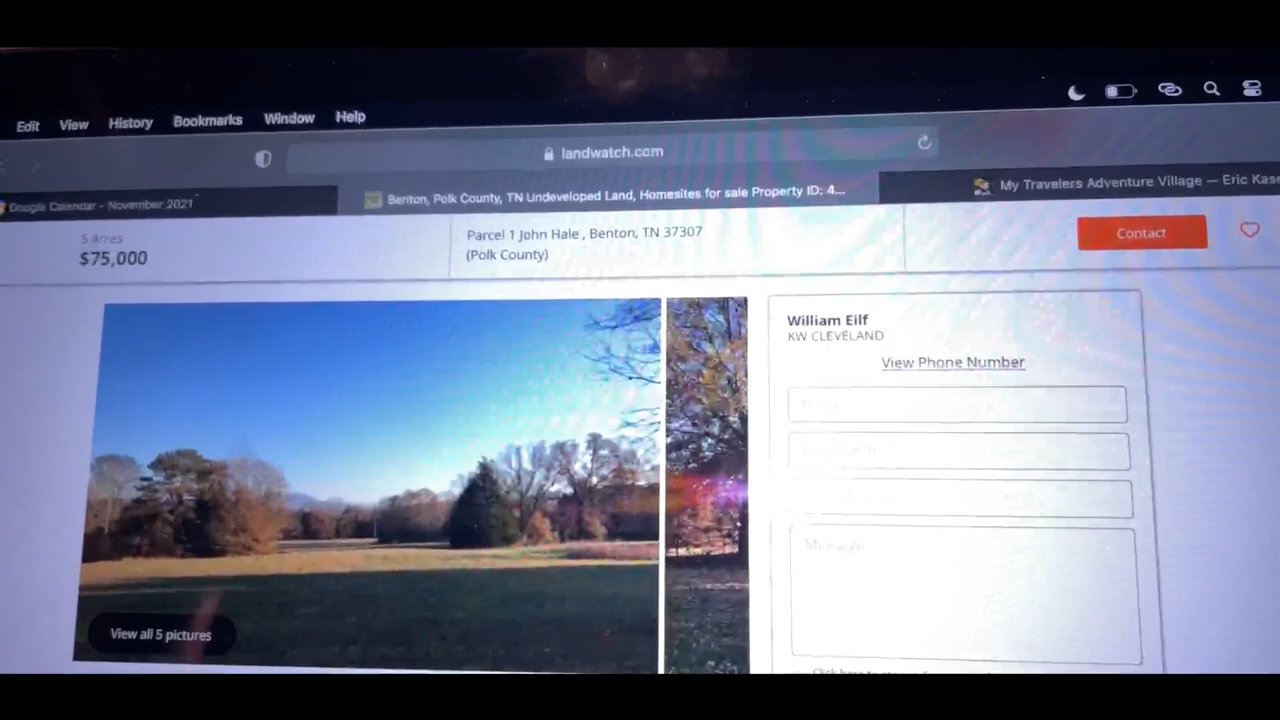 Edit View History Bookmarks Window Help
landwatch.com
Google Calendar - November 2021
Benton, Polk County, TN Undeveloped Land, Homesites for sale Property ID: 4...
My Travelers Adventure Village — Eric Kase
5 Acres
$75,000
Parcel 1 John Hale , Benton, TN 37307
(Polk County)
Contact
William Eilf
KW CLEVELAND
View Phone Number
Message
View all 5 pictures